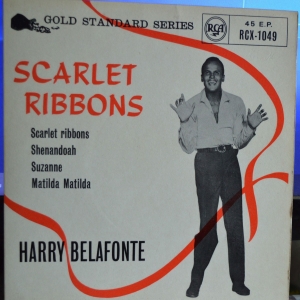 GOLD STANDARD SERIES
RCA
45 E.P.
RCX-1049
SCARLET
RIBBONS
Scarlet ribbons
Shenandoah
Suzanne
Matilda Matilda
HARRY BELAFONTE